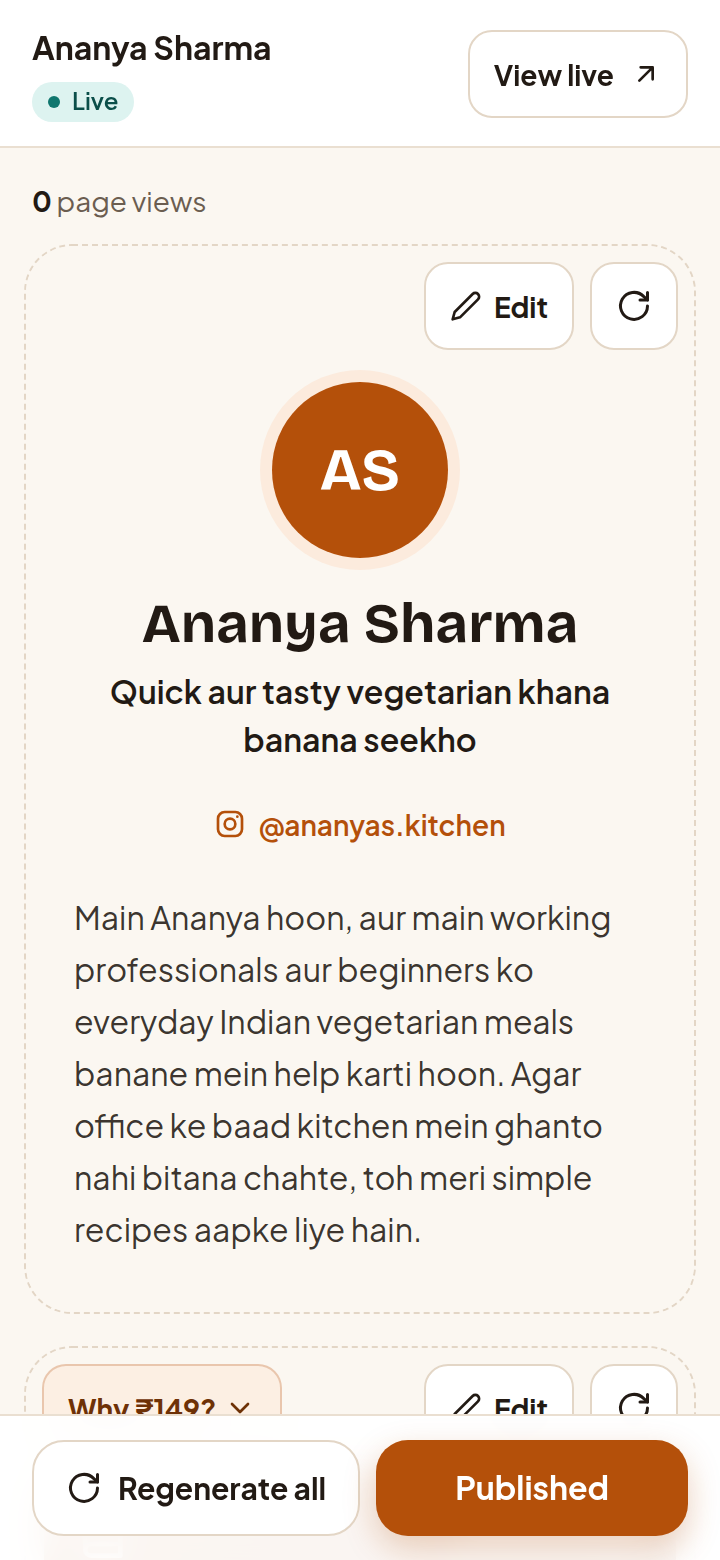 Ananya Sharma
Live
View live
0 page views
Edit
AS
Ananya Sharma
Quick aur tasty vegetarian khana
banana seekho
@ananyas.kitchen
Main Ananya hoon, aur main working
professionals aur beginners ko
everyday Indian vegetarian meals
banane mein help karti hoon. Agar
office ke baad kitchen mein ghanto
nahi bitana chahte, toh meri simple
recipes aapke liye hain.
Why ₹149?
Edit
Regenerate all
Published